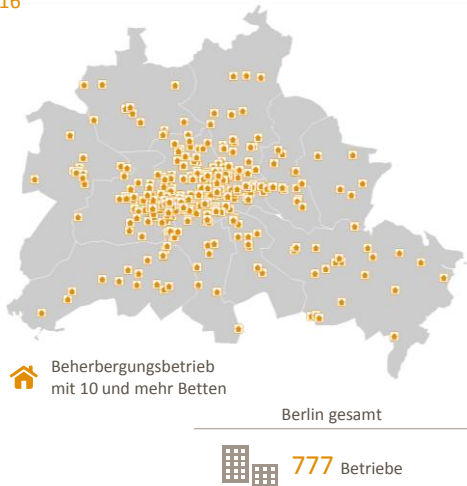 16
Beherbergungsbetrieb
mit 10 und mehr Betten
Berlin gesamt
777 Betriebe